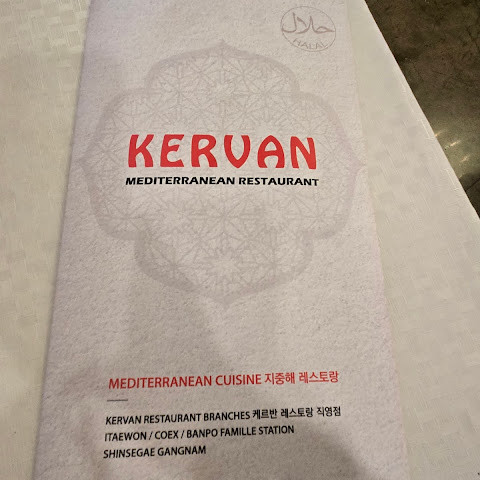 حلال
HALAL
KERVAN
MEDITERRANEAN RESTAURANT
MEDITERRANEAN CUISINE 지중해 레스토랑
KERVAN RESTAURANT BRANCHES 케르반 레스토랑 직영점
ITAEWON / COEX / BANPO FAMILLE STATION
SHINSEGAE GANGNAM